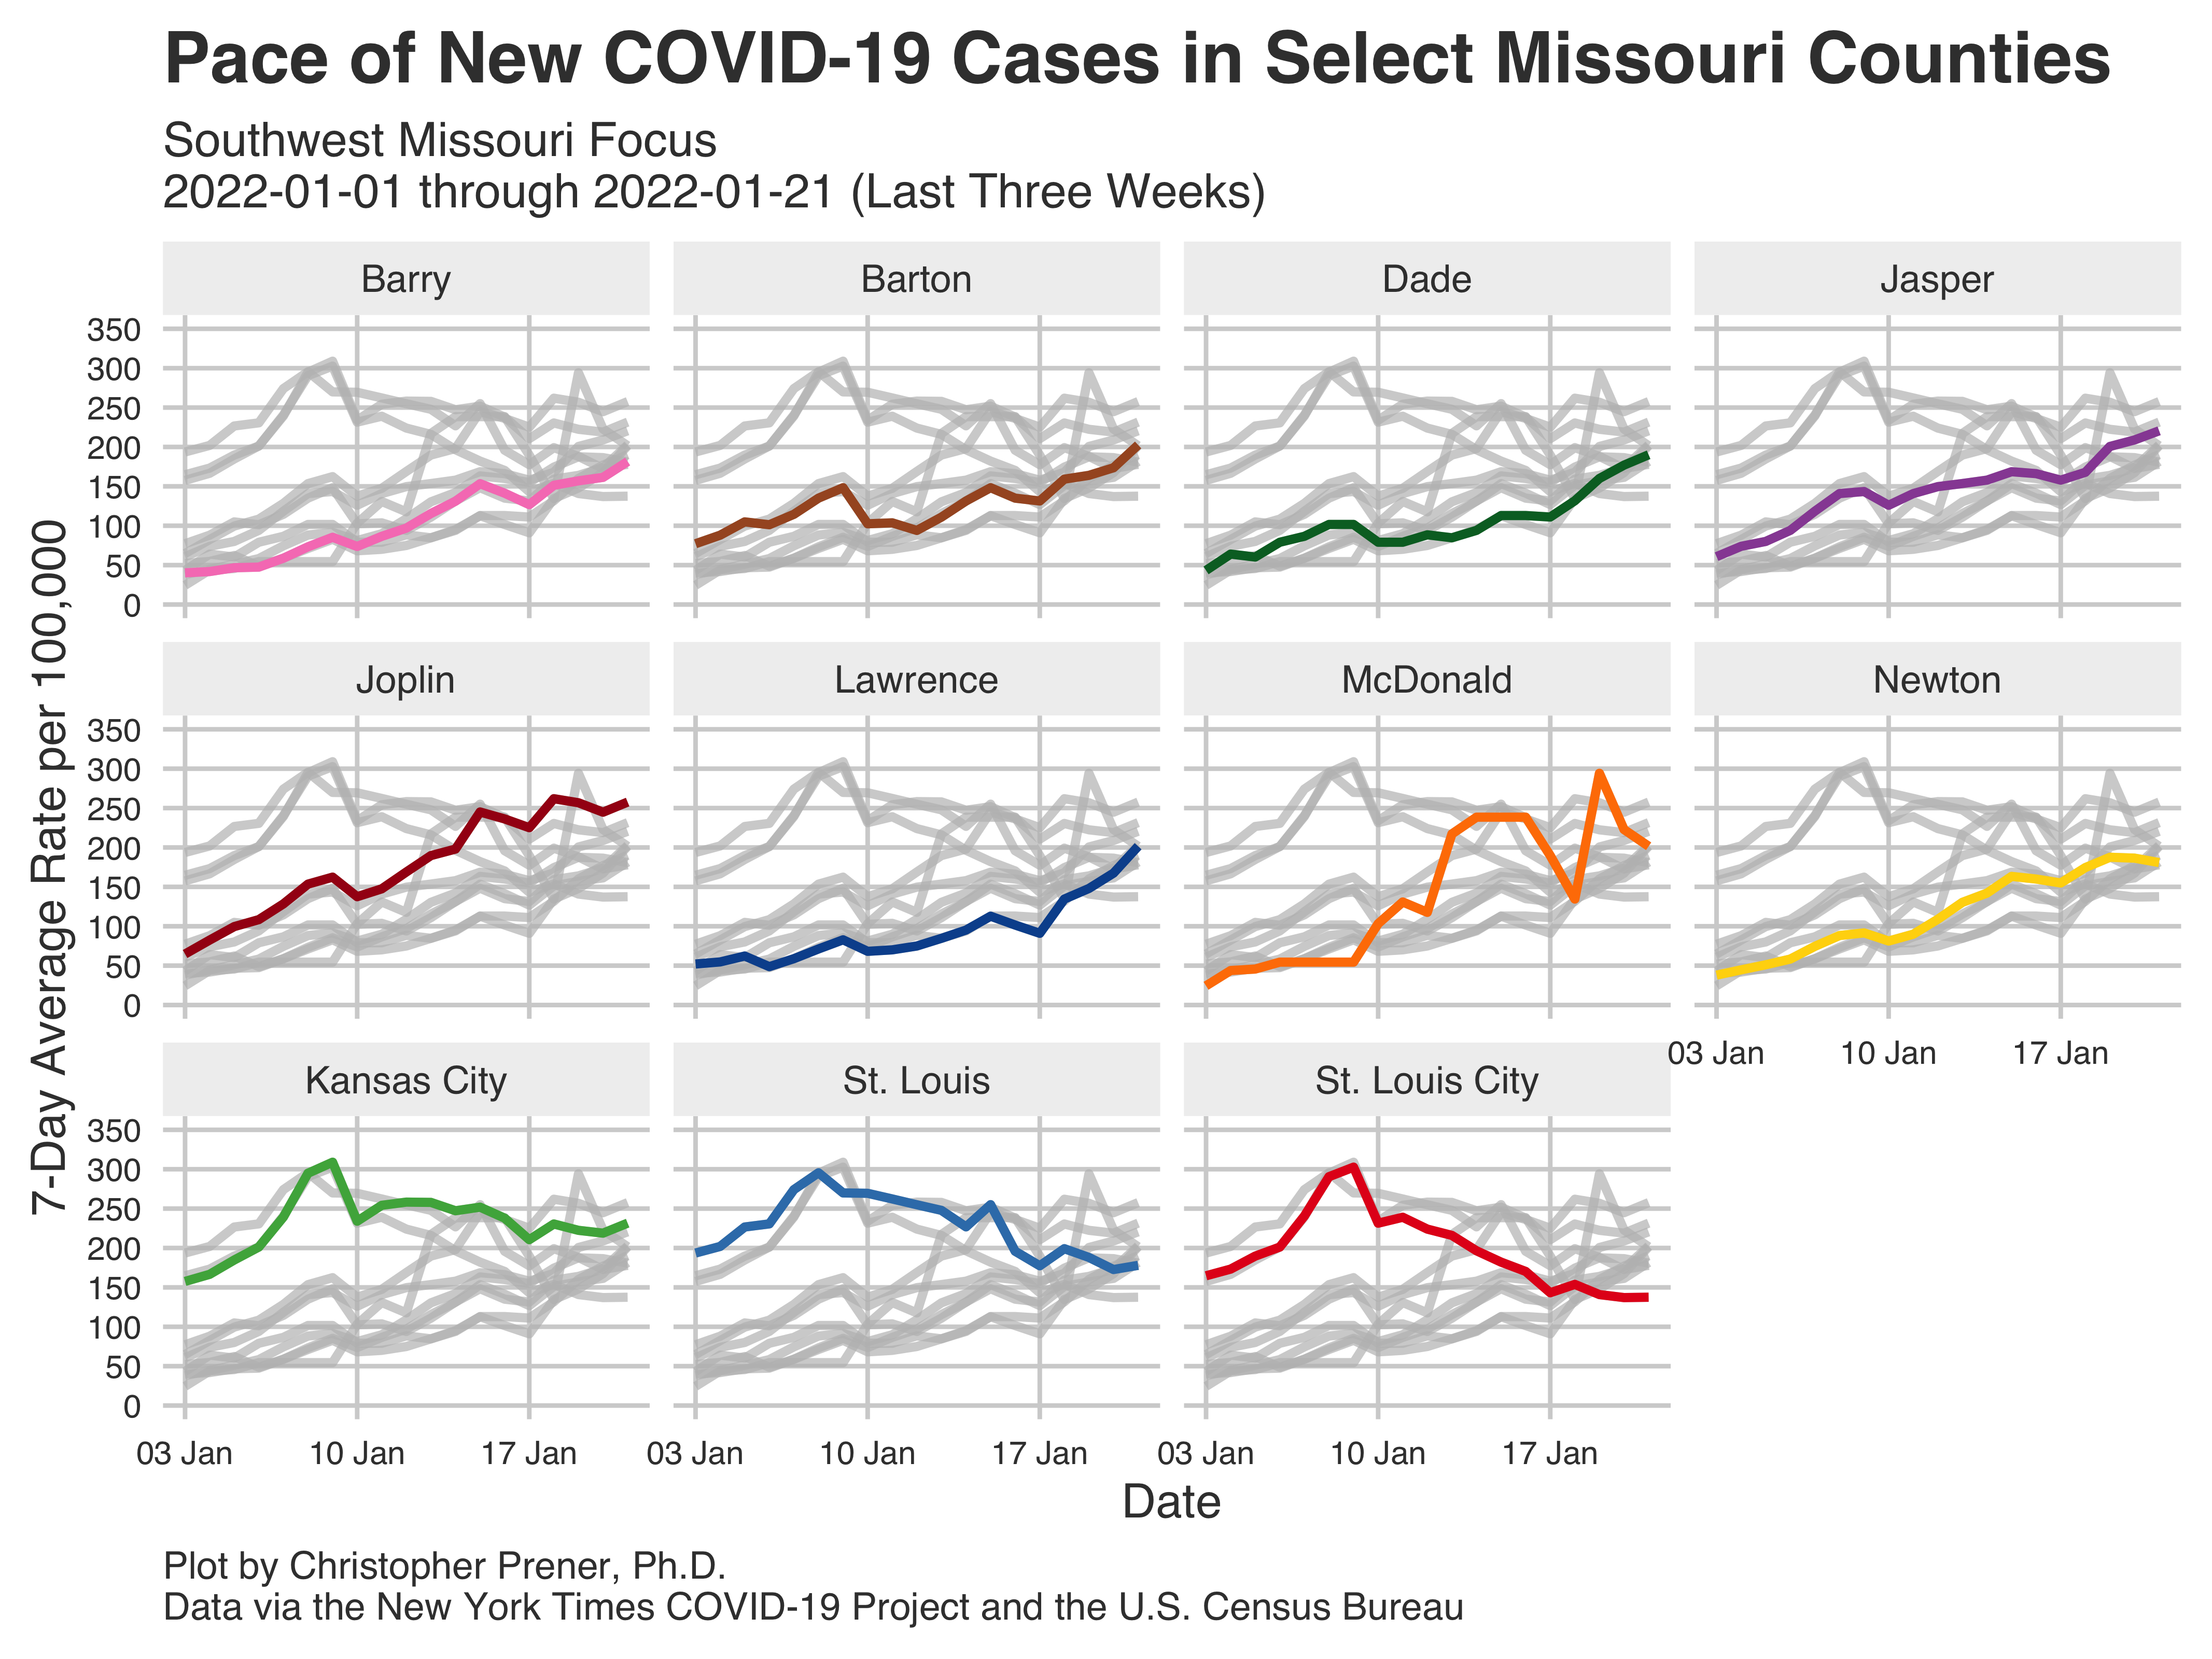 Pace of New COVID-19 Cases in Select Missouri Counties
Southwest Missouri Focus
2022-01-01 through 2022-01-21 (Last Three Weeks)
7-Day Average Rate per 100,000
Barry
Barton
Dade
Jasper
350
300
250
200
150
100
50
0
Joplin
Lawrence
McDonald
Newton
350
300
250
200
150
100
50
0
03 Jan
10 Jan
17 Jan
Kansas City
St. Louis
St. Louis City
350
300
250
200
150
100
50
0
03 Jan
10 Jan
17 Jan
03 Jan
10 Jan
17 Jan
03 Jan
10 Jan
17 Jan
Date
Plot by Christopher Prener, Ph.D.
Data via the New York Times COVID-19 Project and the U.S. Census Bureau